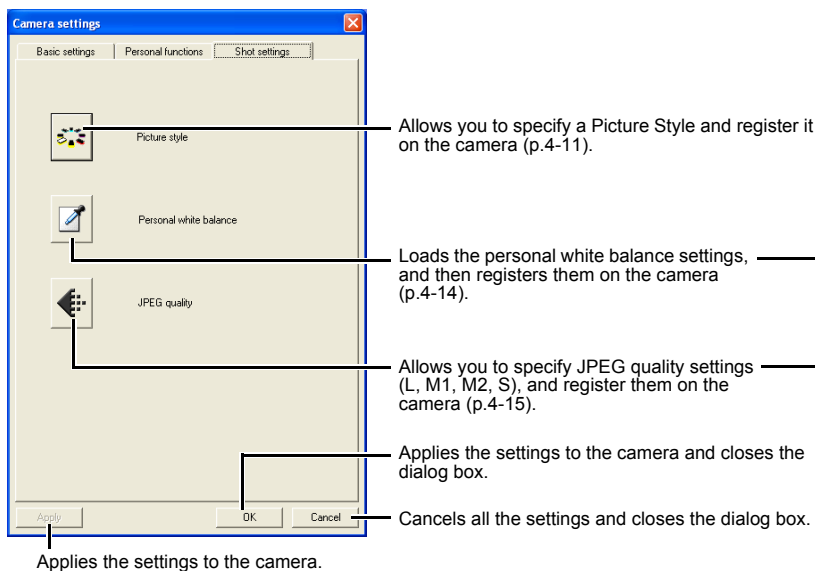 Camera settings
Basic settings
Personal functions
Shot settings
Picture style
Allows you to specify a Picture Style and register it
on the camera (p.4-11).
Personal white balance
Loads the personal white balance settings,
and then registers them on the camera
(p.4-14).
JPEG quality
Allows you to specify JPEG quality settings
(L, M1, M2, S), and register them on the
camera (p.4-15).
Applies the settings to the camera and closes the
dialog box.
Apply
OK
Cancel
Cancels all the settings and closes the dialog box.
Applies the settings to the camera.